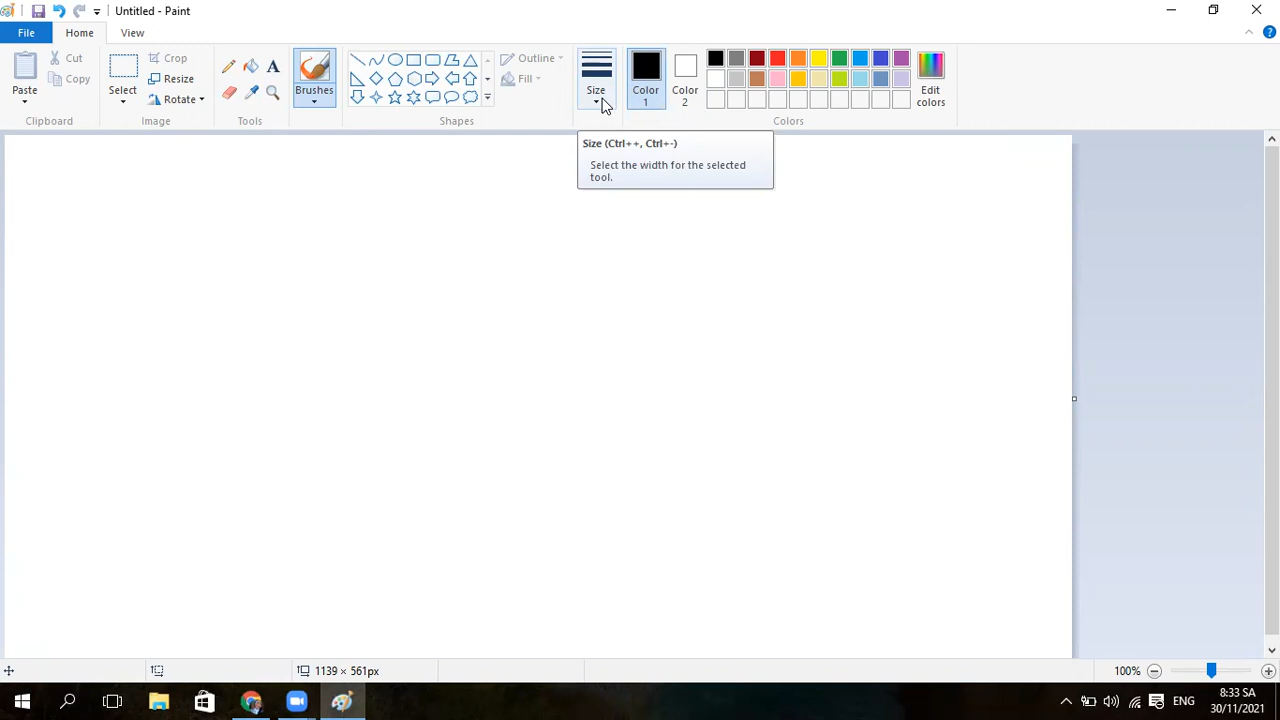 Untitled - Paint
File
Home
View
Paste
Cut
Copy
Clipboard
Select
Crop
Resize
Rotate
Image
A
Tools
Brushes
Outline
Fill
Shapes
Size
Color
1
Color
2
Edit
colors
Colors
Size (Ctrl++, Ctrl+-)
Select the width for the selected
tool.
1139 × 561px
100%
ENG
8:33 SA
30/11/2021